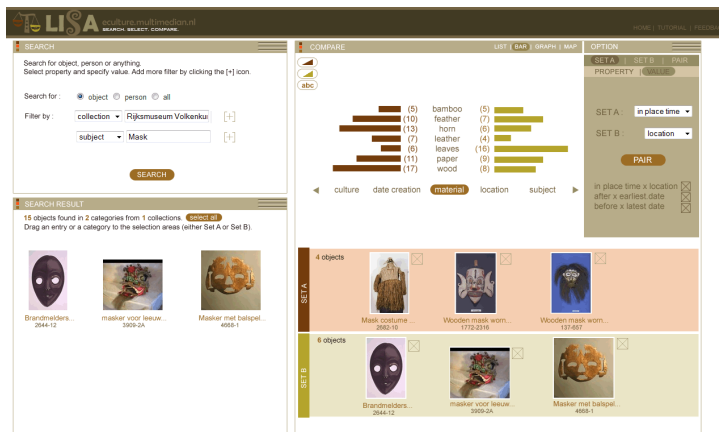 LISA
eculture.multimedian.nl
SEARCH. SELECT. COMPARE.
HOME | TUTORIAL | FEEDB
SEARCH
Search for object, person or anything.
Select property and specify value. Add more filter by clicking the [+] icon.
Search for : object person all
Filter by : collection Rijksmuseum Volkenku [+]
subject Mask [+]
SEARCH
SEARCH RESULT
15 objects found in 2 categories from 1 collections. select all
Drag an entry or a category to the selection areas (either Set A or Set B).
Brandmelders...
2644-12
masker voor leeuw...
3909-2A
Masker met balspel...
4668-1
COMPARE
LIST | BAR | GRAPH | MAP
abc
(5) bamboo (5)
(10) feather (7)
(13) horn (6)
(7) leather (4)
(6) leaves (16)
(11) paper (9)
(17) wood (8)
culture date creation material location subject
OPTION
SET A | SET B | PAIR
PROPERTY | VALUE
SET A : in place time
SET B : location
PAIR
in place time x location
after x earliest.date
before x latest date
SET A
4 objects
Mask costume ...
2682-10
Wooden mask worn...
1772-2316
Wooden mask worn...
137-657
SET B
6 objects
Brandmelders...
2644-12
masker voor leeuw...
3909-2A
Masker met balspel...
4668-1